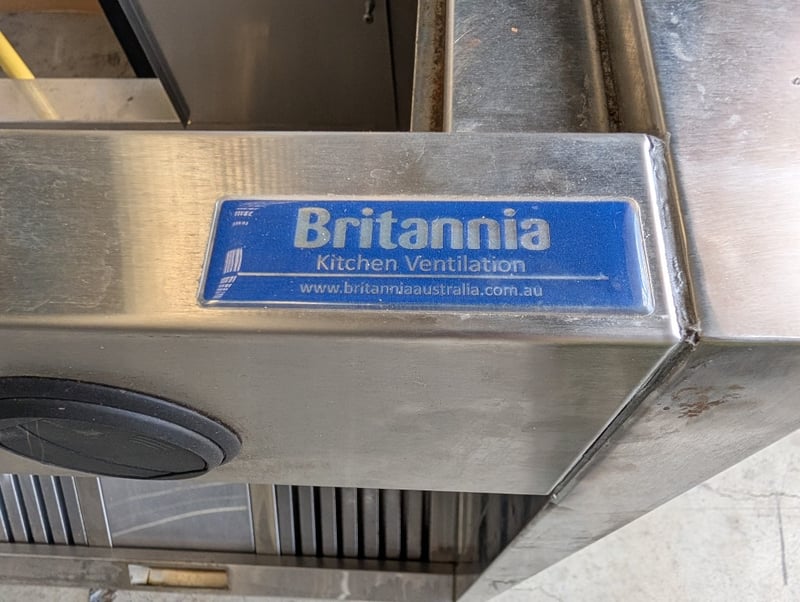 Britannia
Kitchen Ventilation
www.britanniaaustralia.com.au